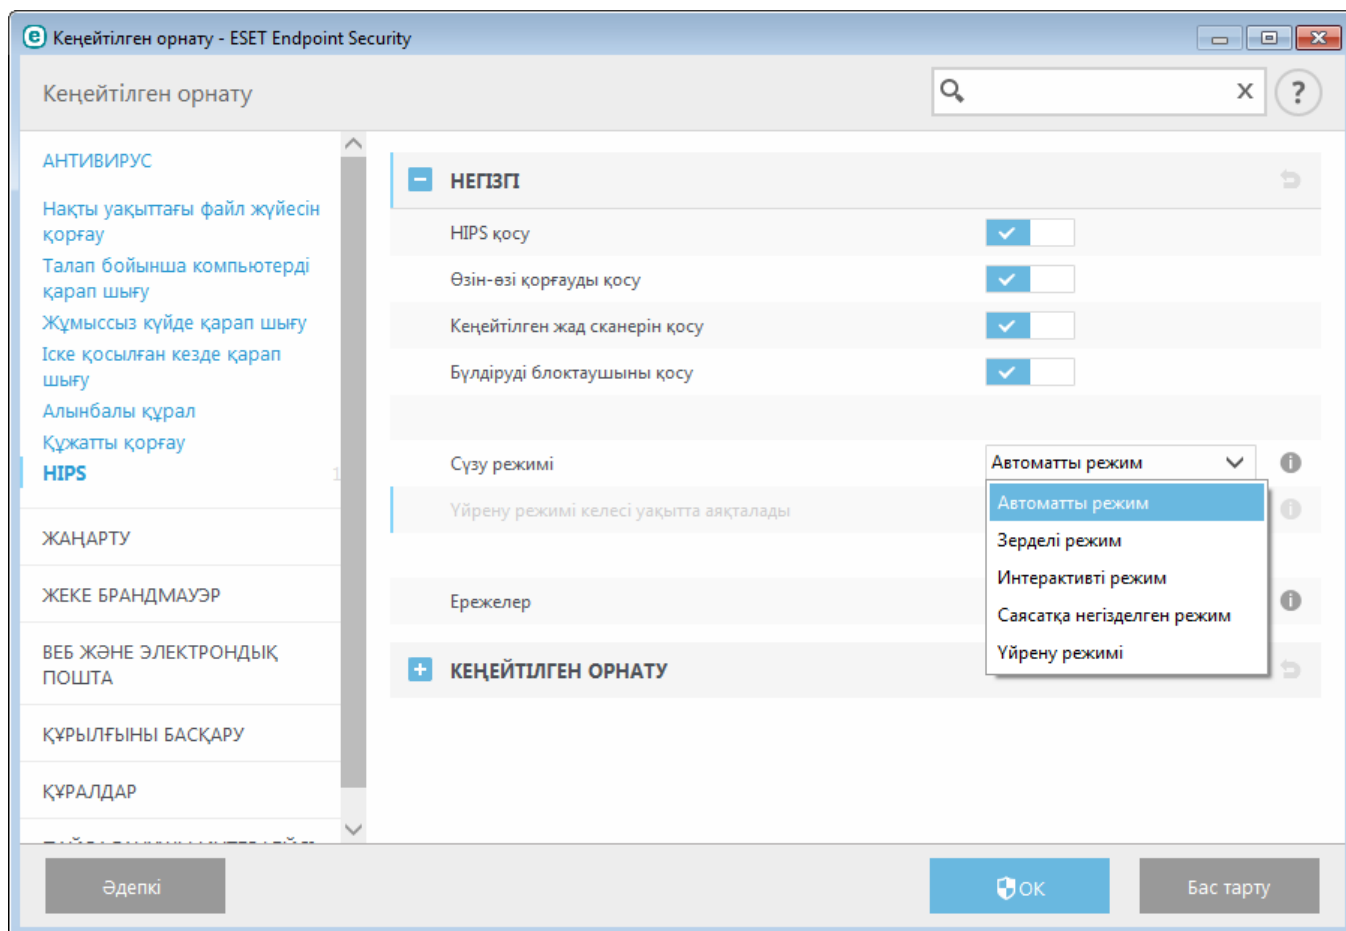 Кеңейтілген орнату - ESET Endpoint Security
Кеңейтілген орнату
АНТИВИРУС
Нақты уақыттағы файл жүйесін
қорғау
Талап бойынша компьютерді
қарап шығу
Жұмыссыз күйде қарап шығу
Іске қосылған кезде қарап
шығу
Алынбалы құрал
Құжатты қорғау
HIPS 1
ЖАҢАРТУ
ЖЕКЕ БРАНДМАУЭР
ВЕБ ЖӘНЕ ЭЛЕКТРОНДЫҚ
ПОШТА
ҚҰРЫЛҒЫНЫ БАСҚАРУ
ҚҰРАЛДАР
НЕГІЗГІ
HIPS қосу
Өзін-өзі қорғауды қосу
Кеңейтілген жад сканерін қосу
Бүлдіруді блоктаушыны қосу
Сүзу режимі
Автоматты режим
Үйрену режимі келесі уақытта аяқталады
Автоматты режим
Зерделі режим
Интерактивті режим
Саясатқа негізделген режим
Үйрену режимі
Ережелер
КЕҢЕЙТІЛГЕН ОРНАТУ
Әдепкі
OK
Бас тарту